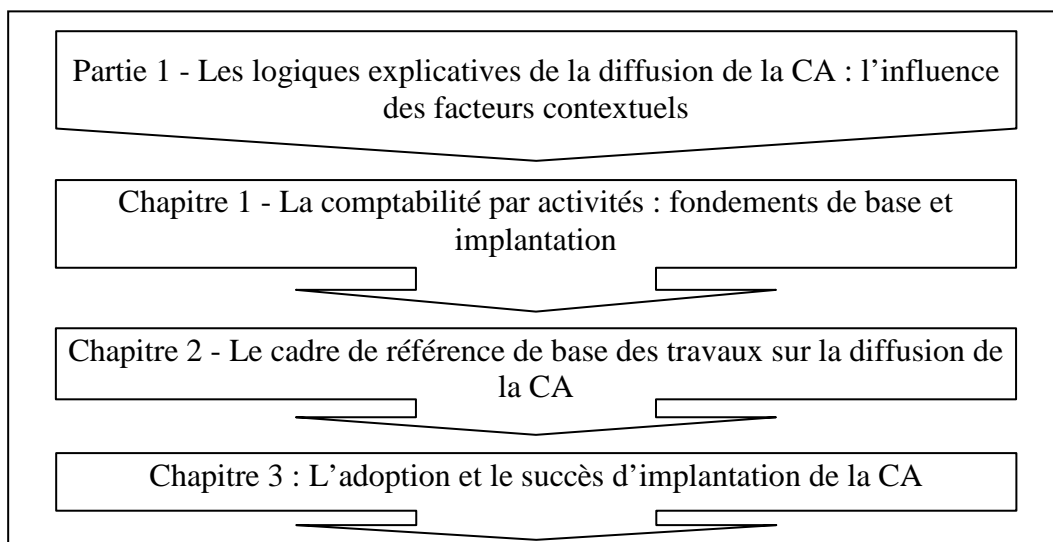 Partie 1 - Les logiques explicatives de la diffusion de la CA : l’influence
des facteurs contextuels
Chapitre 1 - La comptabilité par activités : fondements de base et
implantation
Chapitre 2 - Le cadre de référence de base des travaux sur la diffusion de
la CA
Chapitre 3 : L’adoption et le succès d’implantation de la CA